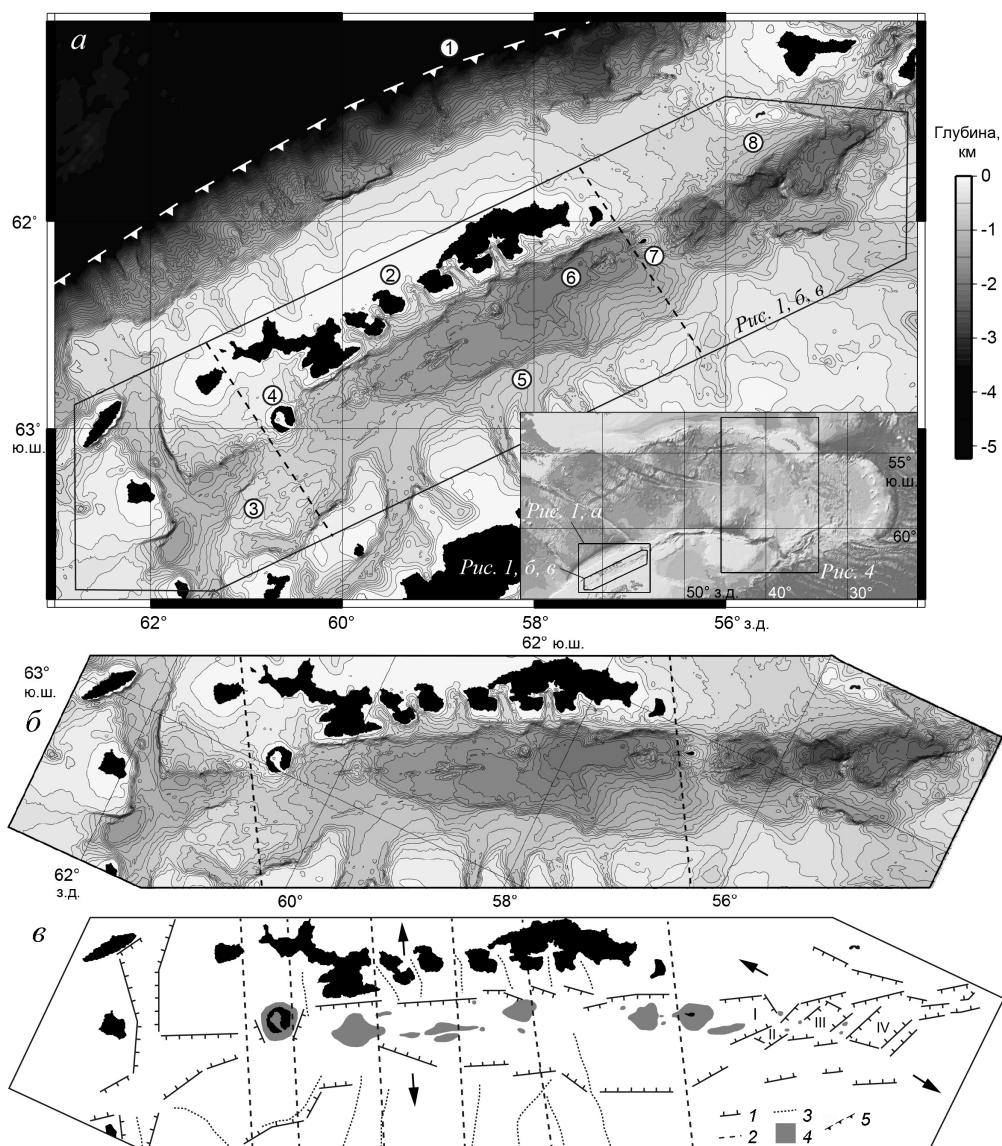 а
1
8
Глубина,
км
0
-1
-2
-3
-4
-5
62°
2
6
7
Рис. 1, б, в
5
4
63°
ю.ш.
3
55°
ю.ш.
Рис. 1, а
60°
Рис. 1, б, в
Рис. 4
50° з.д.
40°
30°
62°
60°
58°
56° з.д.
62° ю.ш.
63°
ю.ш.
б
62°
з.д.
60°
58°
56°
в
I
II
III
IV
1
3
5
2
4